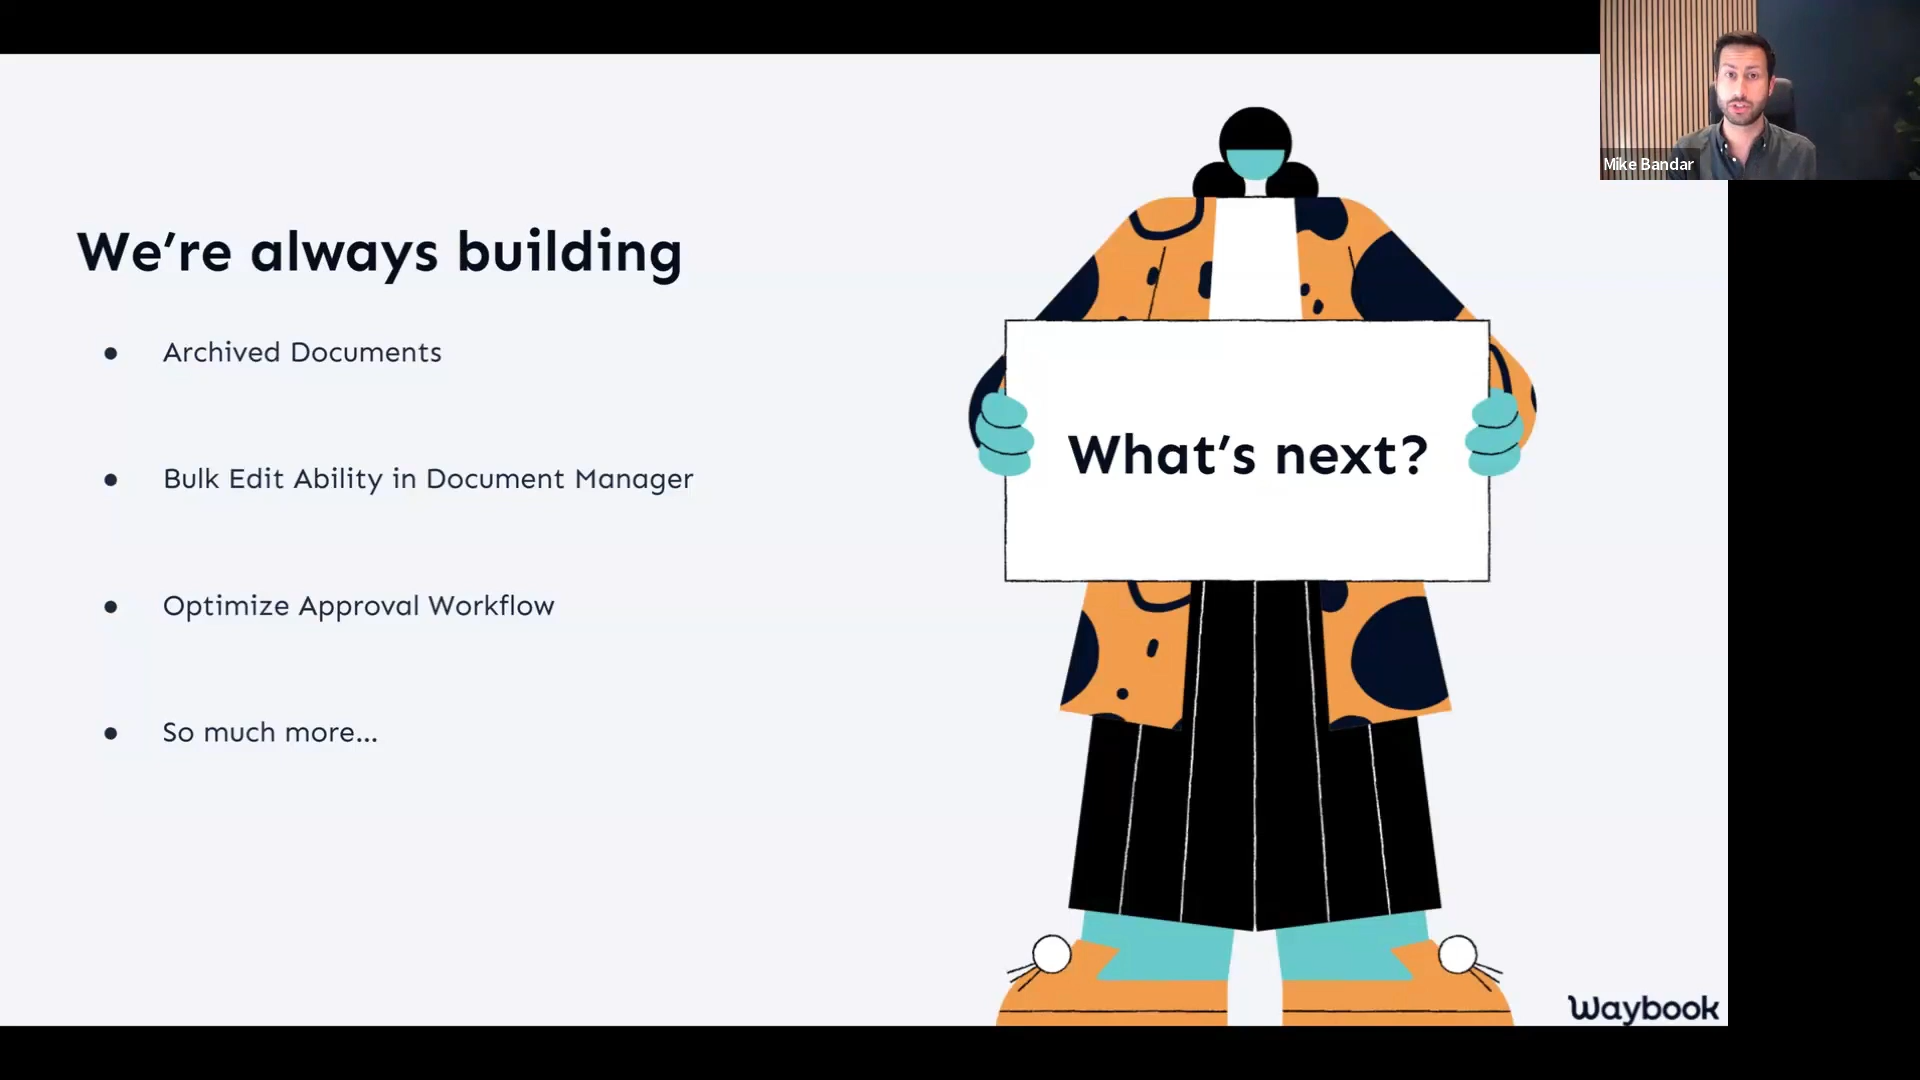 Mike Bandar
We're always building
● Archived Documents
● Bulk Edit Ability in Document Manager
● Optimize Approval Workflow
● So much more...
What's next?
Waybook